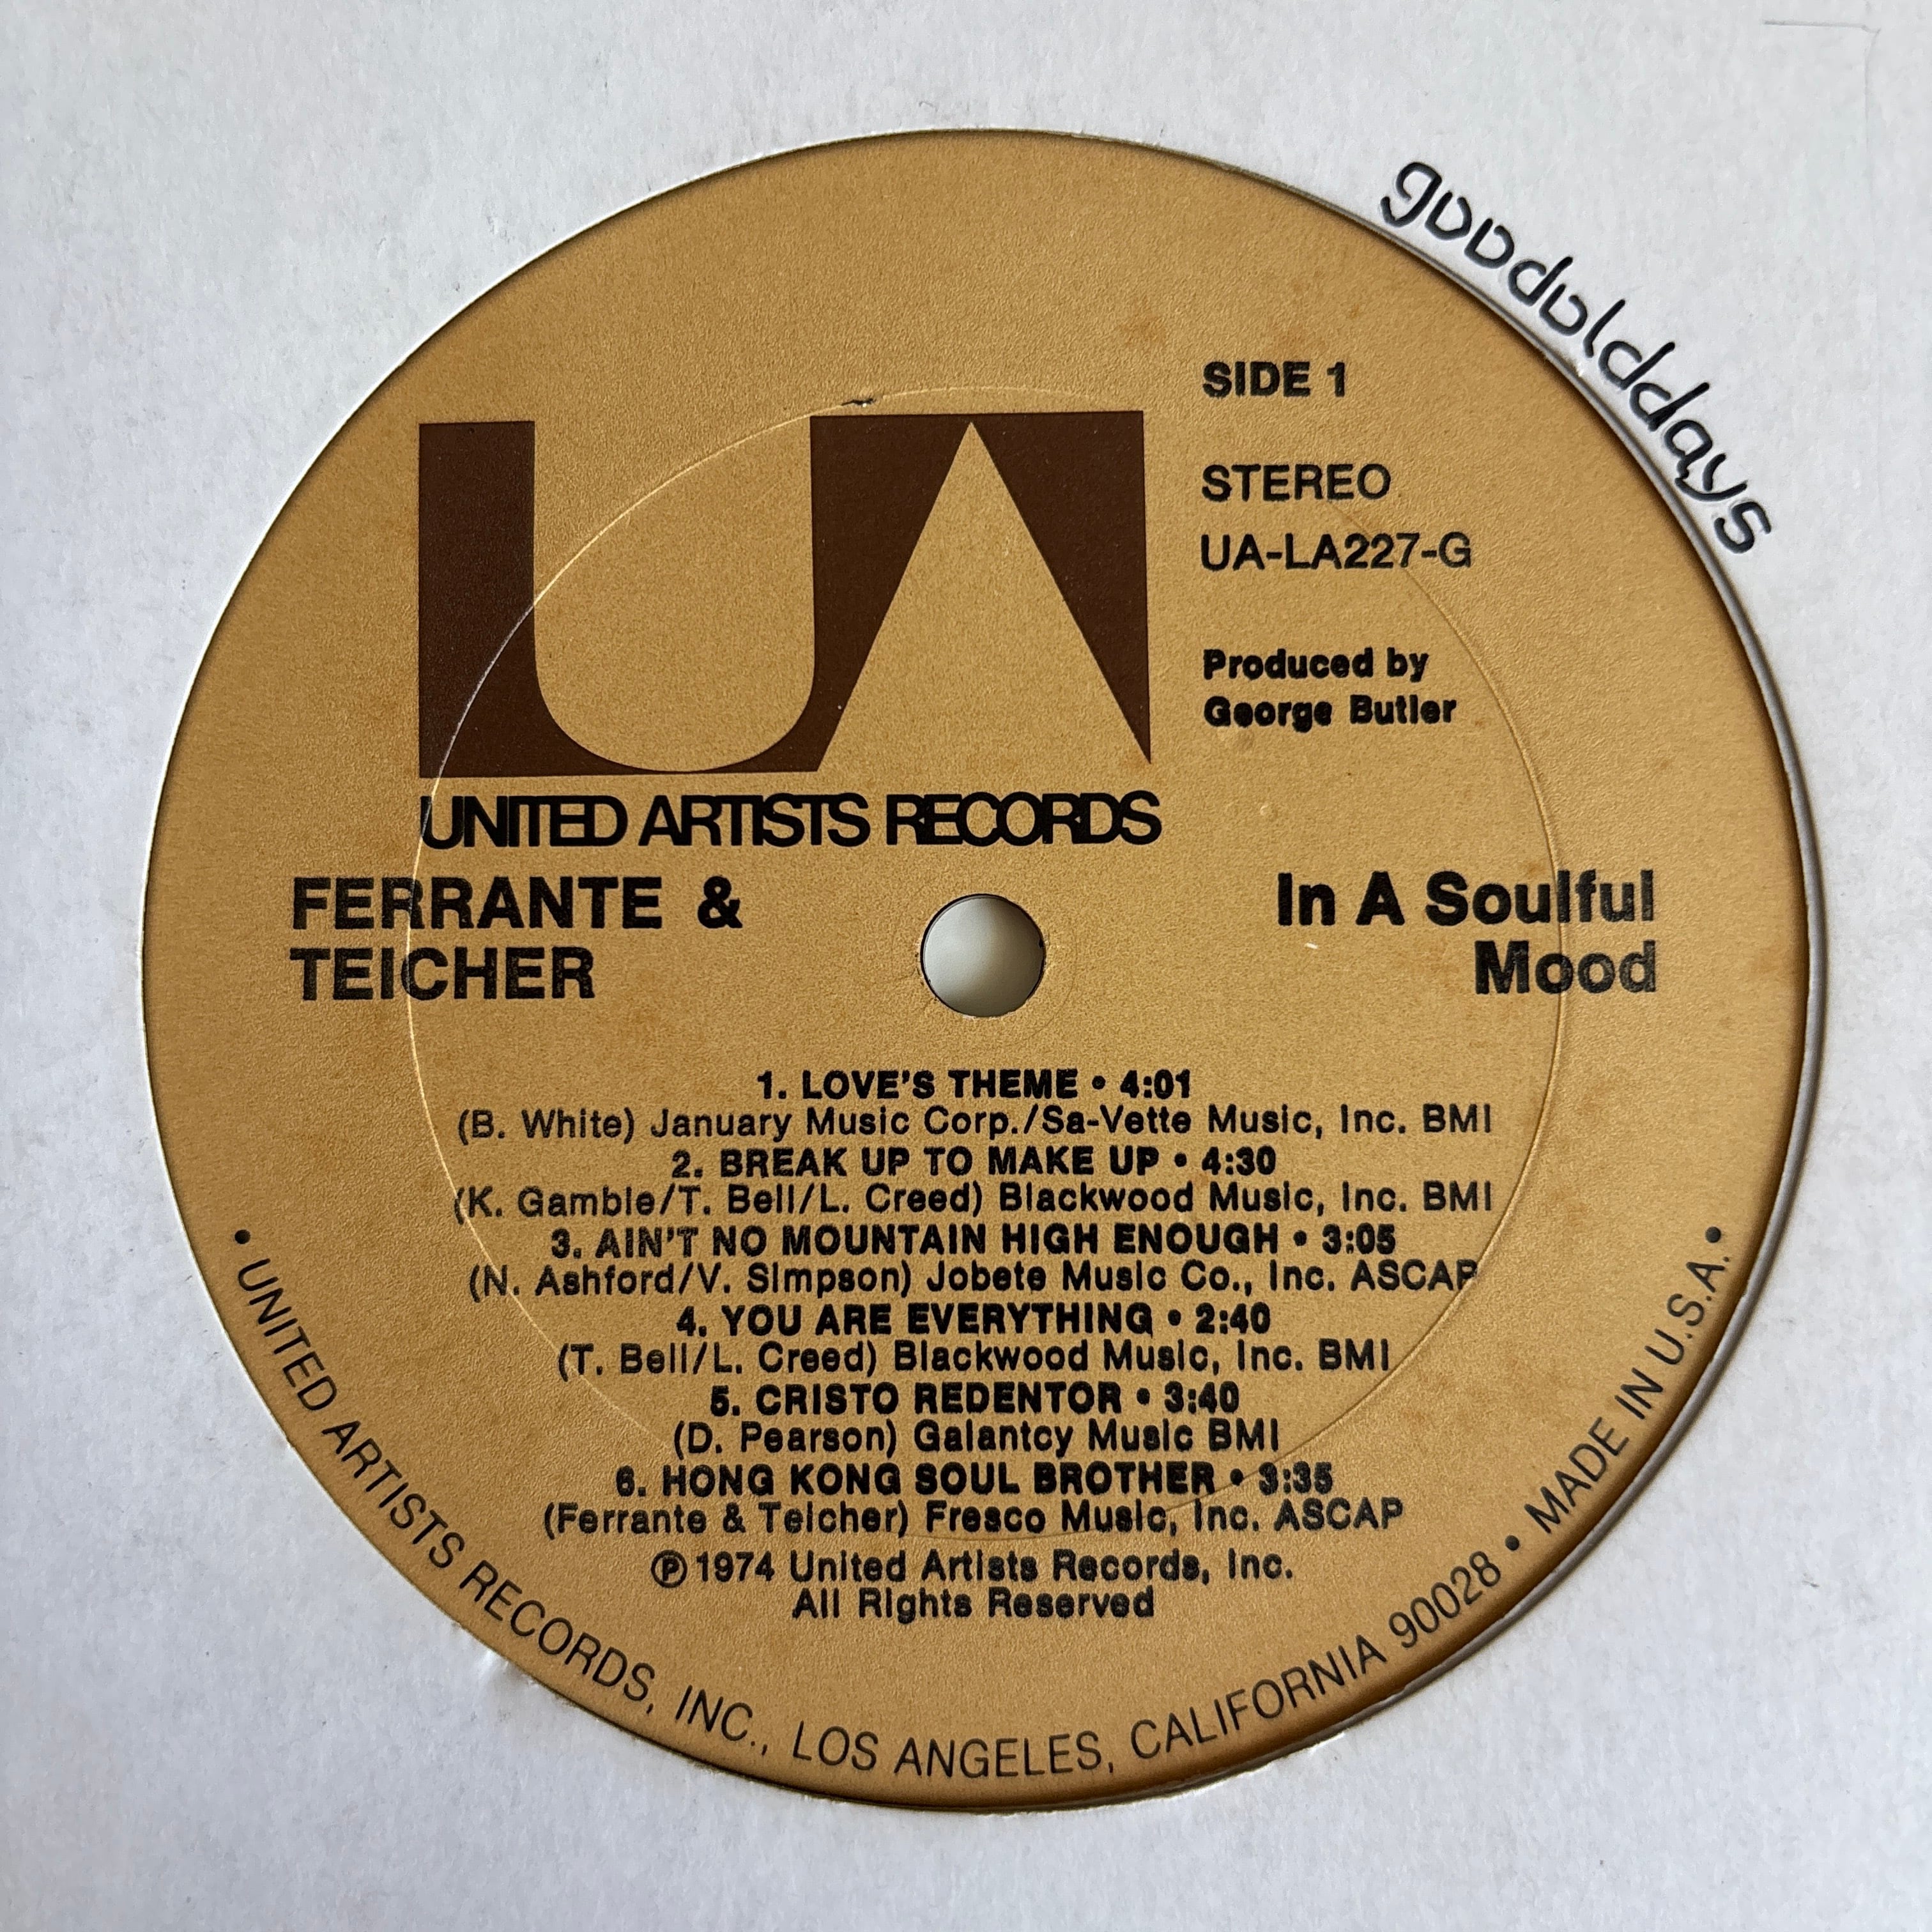 gooddolddays
SIDE 1
STEREO
UA-LA227-G
Produced by
George Butler
UA
UNITED ARTISTS RECORDS
FERRANTE &
TEICHER
In A Soulful
Mood
1. LOVE'S THEME • 4:01
(B. White) January Music Corp./Sa-Vette Music, Inc. BMI
2. BREAK UP TO MAKE UP • 4:30
(K. Gamble/T. Bell/L. Creed) Blackwood Music, Inc. BMI
3. AIN'T NO MOUNTAIN HIGH ENOUGH • 3:05
(N. Ashford/V. Simpson) Jobete Music Co., Inc. ASCAP
4. YOU ARE EVERYTHING • 2:40
(T. Bell/L. Creed) Blackwood Music, Inc. BMI
5. CRISTO REDENTOR • 3:40
(D. Pearson) Galantcy Music BMI
6. HONG KONG SOUL BROTHER • 3:35
(Ferrante & Teicher) Fresco Music, Inc. ASCAP
℗ 1974 United Artists Records, Inc.
All Rights Reserved
• UNITED ARTISTS RECORDS, INC., LOS ANGELES, CALIFORNIA 90028 • MADE IN U.S.A. •